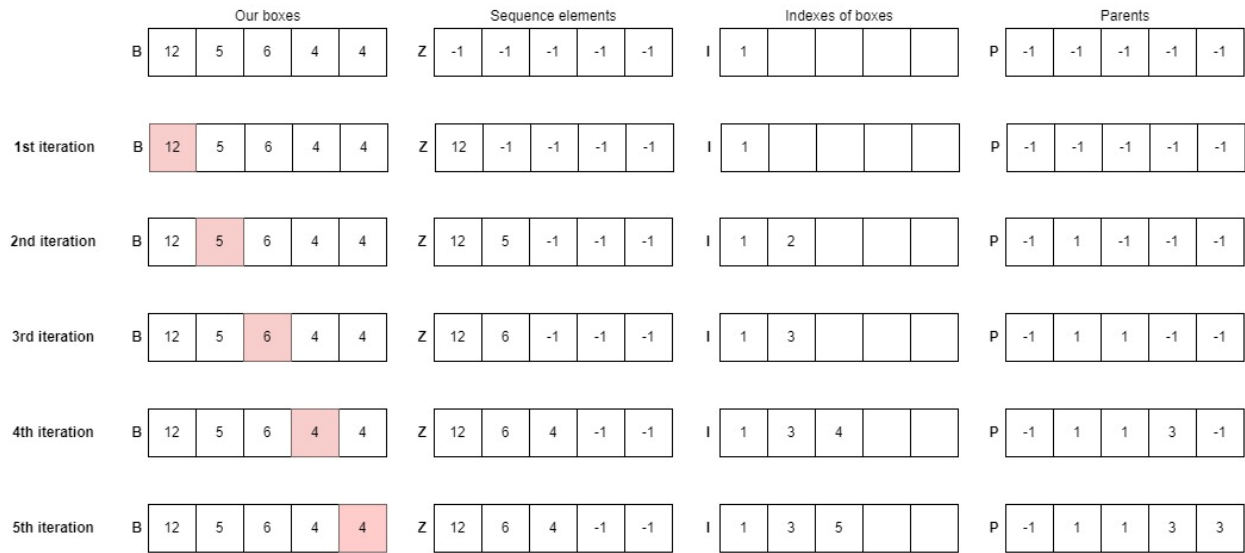 Our boxes Sequence elements Indexes of boxes Parents
B 12 5 6 4 4 Z -1 -1 -1 -1 -1 I 1 P -1 -1 -1 -1 -1
1st iteration B 12 5 6 4 4 Z 12 -1 -1 -1 -1 I 1 P -1 -1 -1 -1 -1
2nd iteration B 12 5 6 4 4 Z 12 5 -1 -1 -1 I 1 2 P -1 1 -1 -1 -1
3rd iteration B 12 5 6 4 4 Z 12 6 -1 -1 -1 I 1 3 P -1 1 1 -1 -1
4th iteration B 12 5 6 4 4 Z 12 6 4 -1 -1 I 1 3 4 P -1 1 1 3 -1
5th iteration B 12 5 6 4 4 Z 12 6 4 -1 -1 I 1 3 5 P -1 1 1 3 3